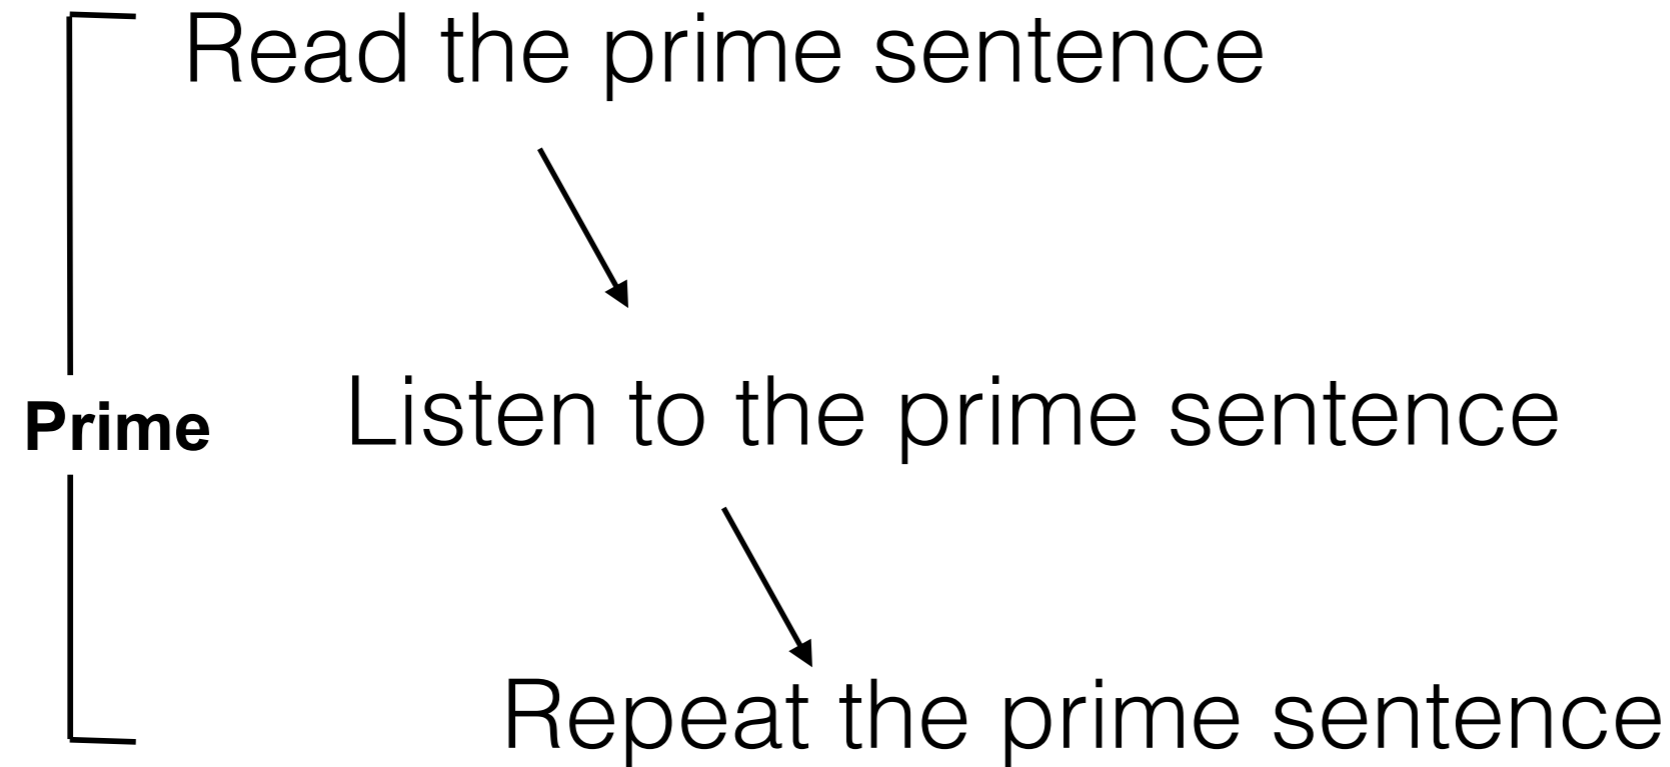 Read the prime sentence
Prime
Listen to the prime sentence
Repeat the prime sentence